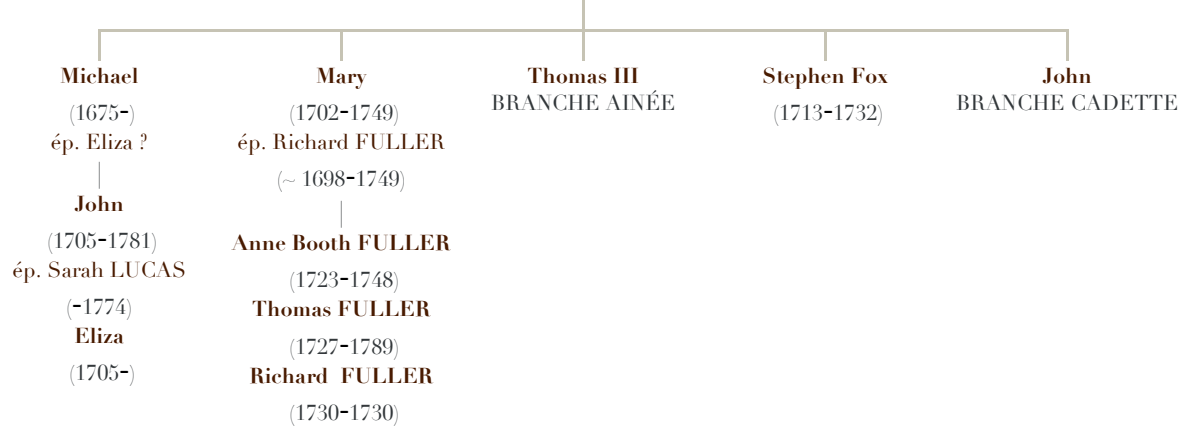 Michael
(1675-)
ép. Eliza ?
John
(1705-1781)
ép. Sarah LUCAS
(-1774)
Eliza
(1705-)
Mary
(1702-1749)
ép. Richard FULLER
(~ 1698-1749)
Anne Booth FULLER
(1723-1748)
Thomas FULLER
(1727-1789)
Richard FULLER
(1730-1730)
Thomas III
BRANCHE AINÉE
Stephen Fox
(1713-1732)
John
BRANCHE CADETTE